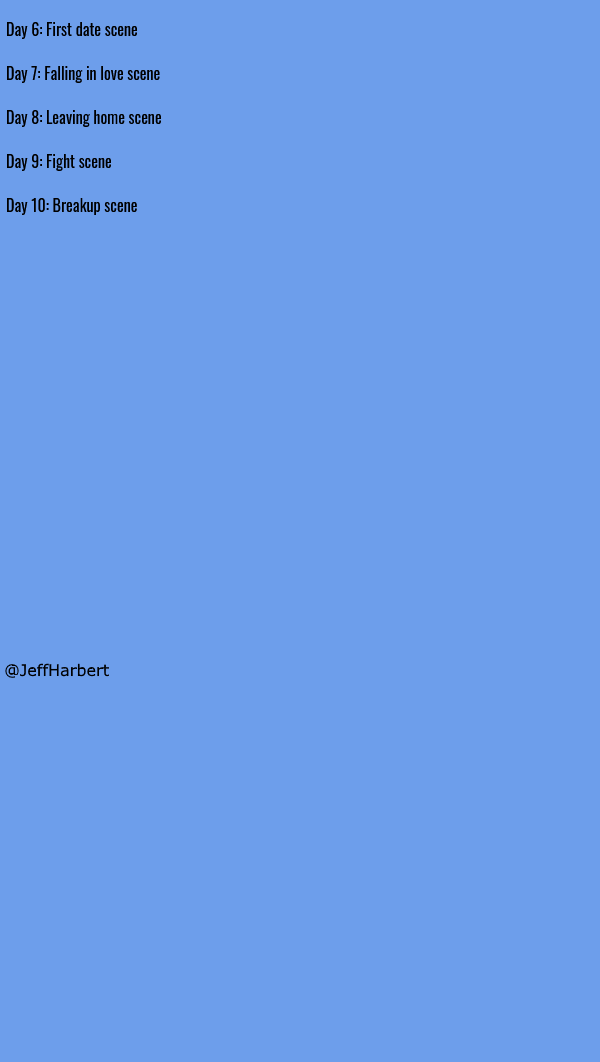 Day 6: First date scene
Day 7: Falling in love scene
Day 8: Leaving home scene
Day 9: Fight scene
Day 10: Breakup scene
@JeffHarbert